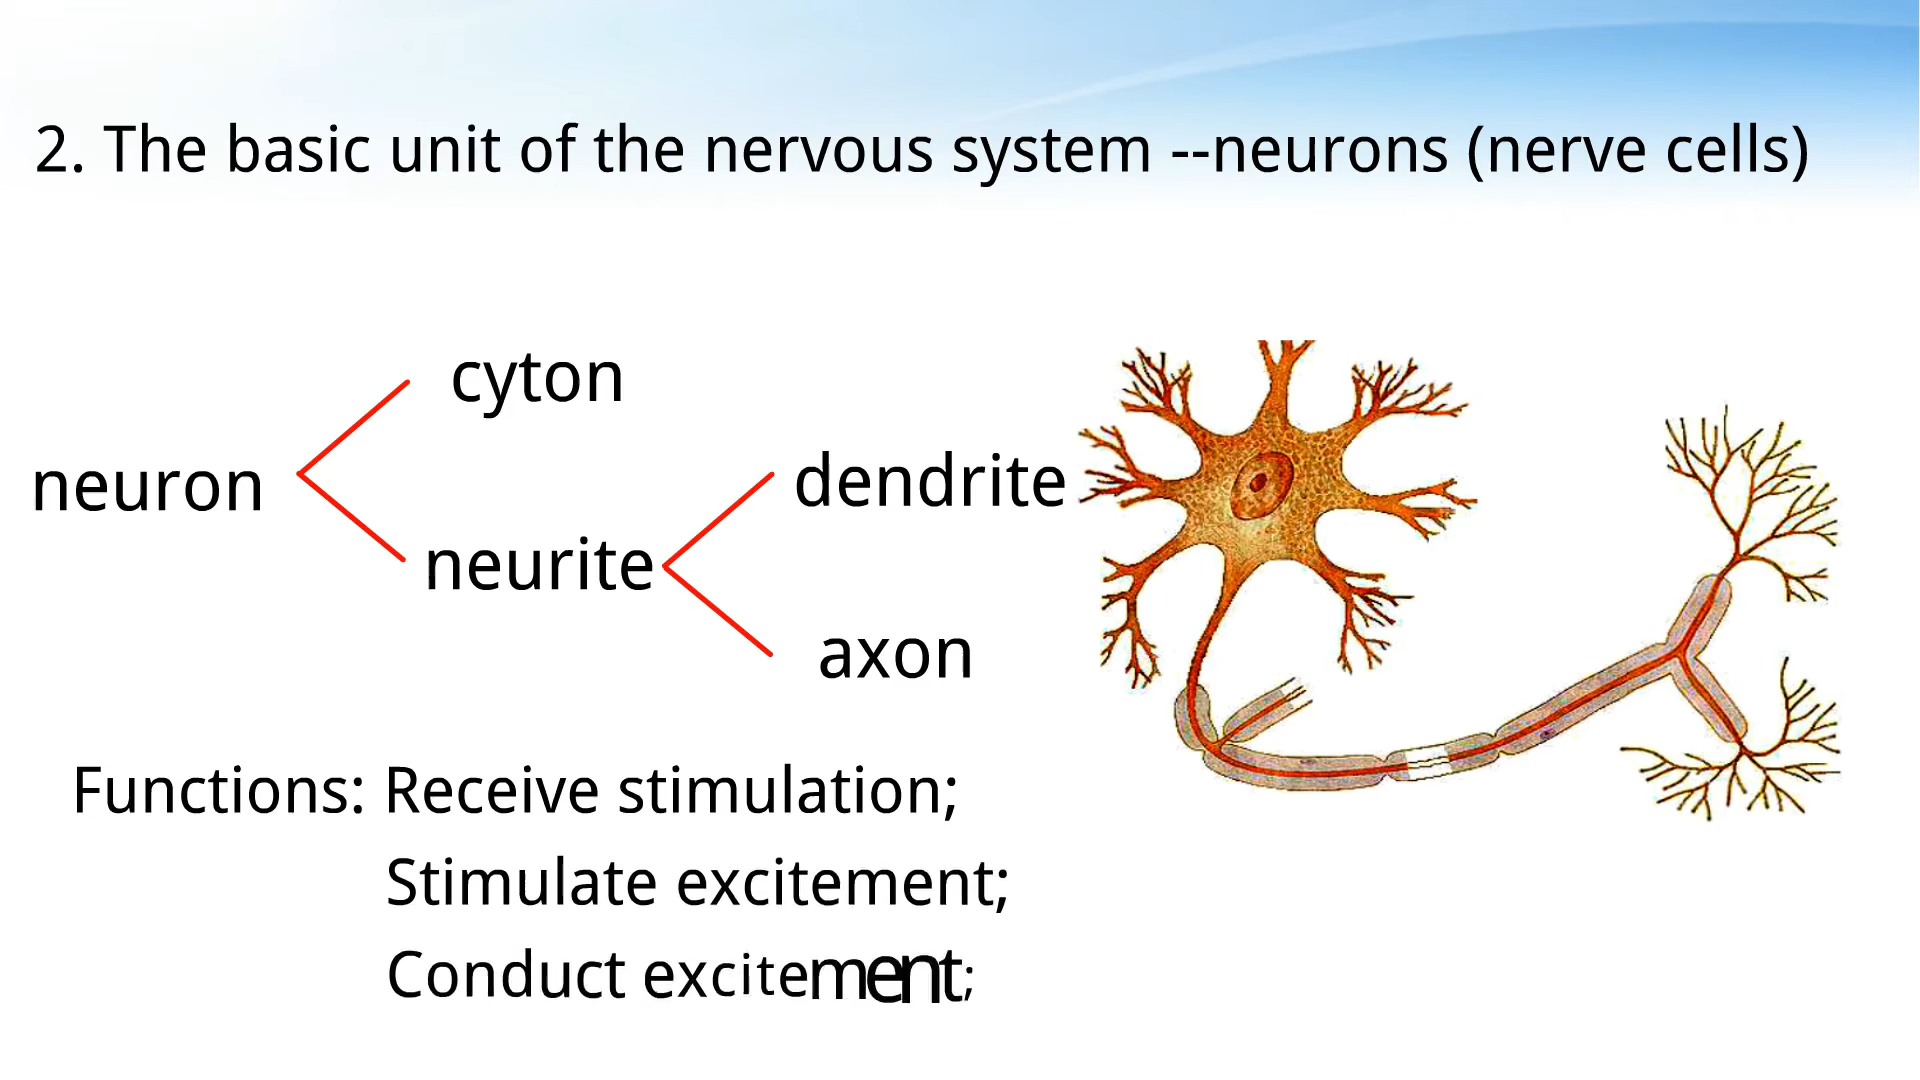 2. The basic unit of the nervous system --neurons (nerve cells)
cyton
neuron
dendrite
neurite
axon
Functions: Receive stimulation;
Stimulate excitement;
Conduct excitement;